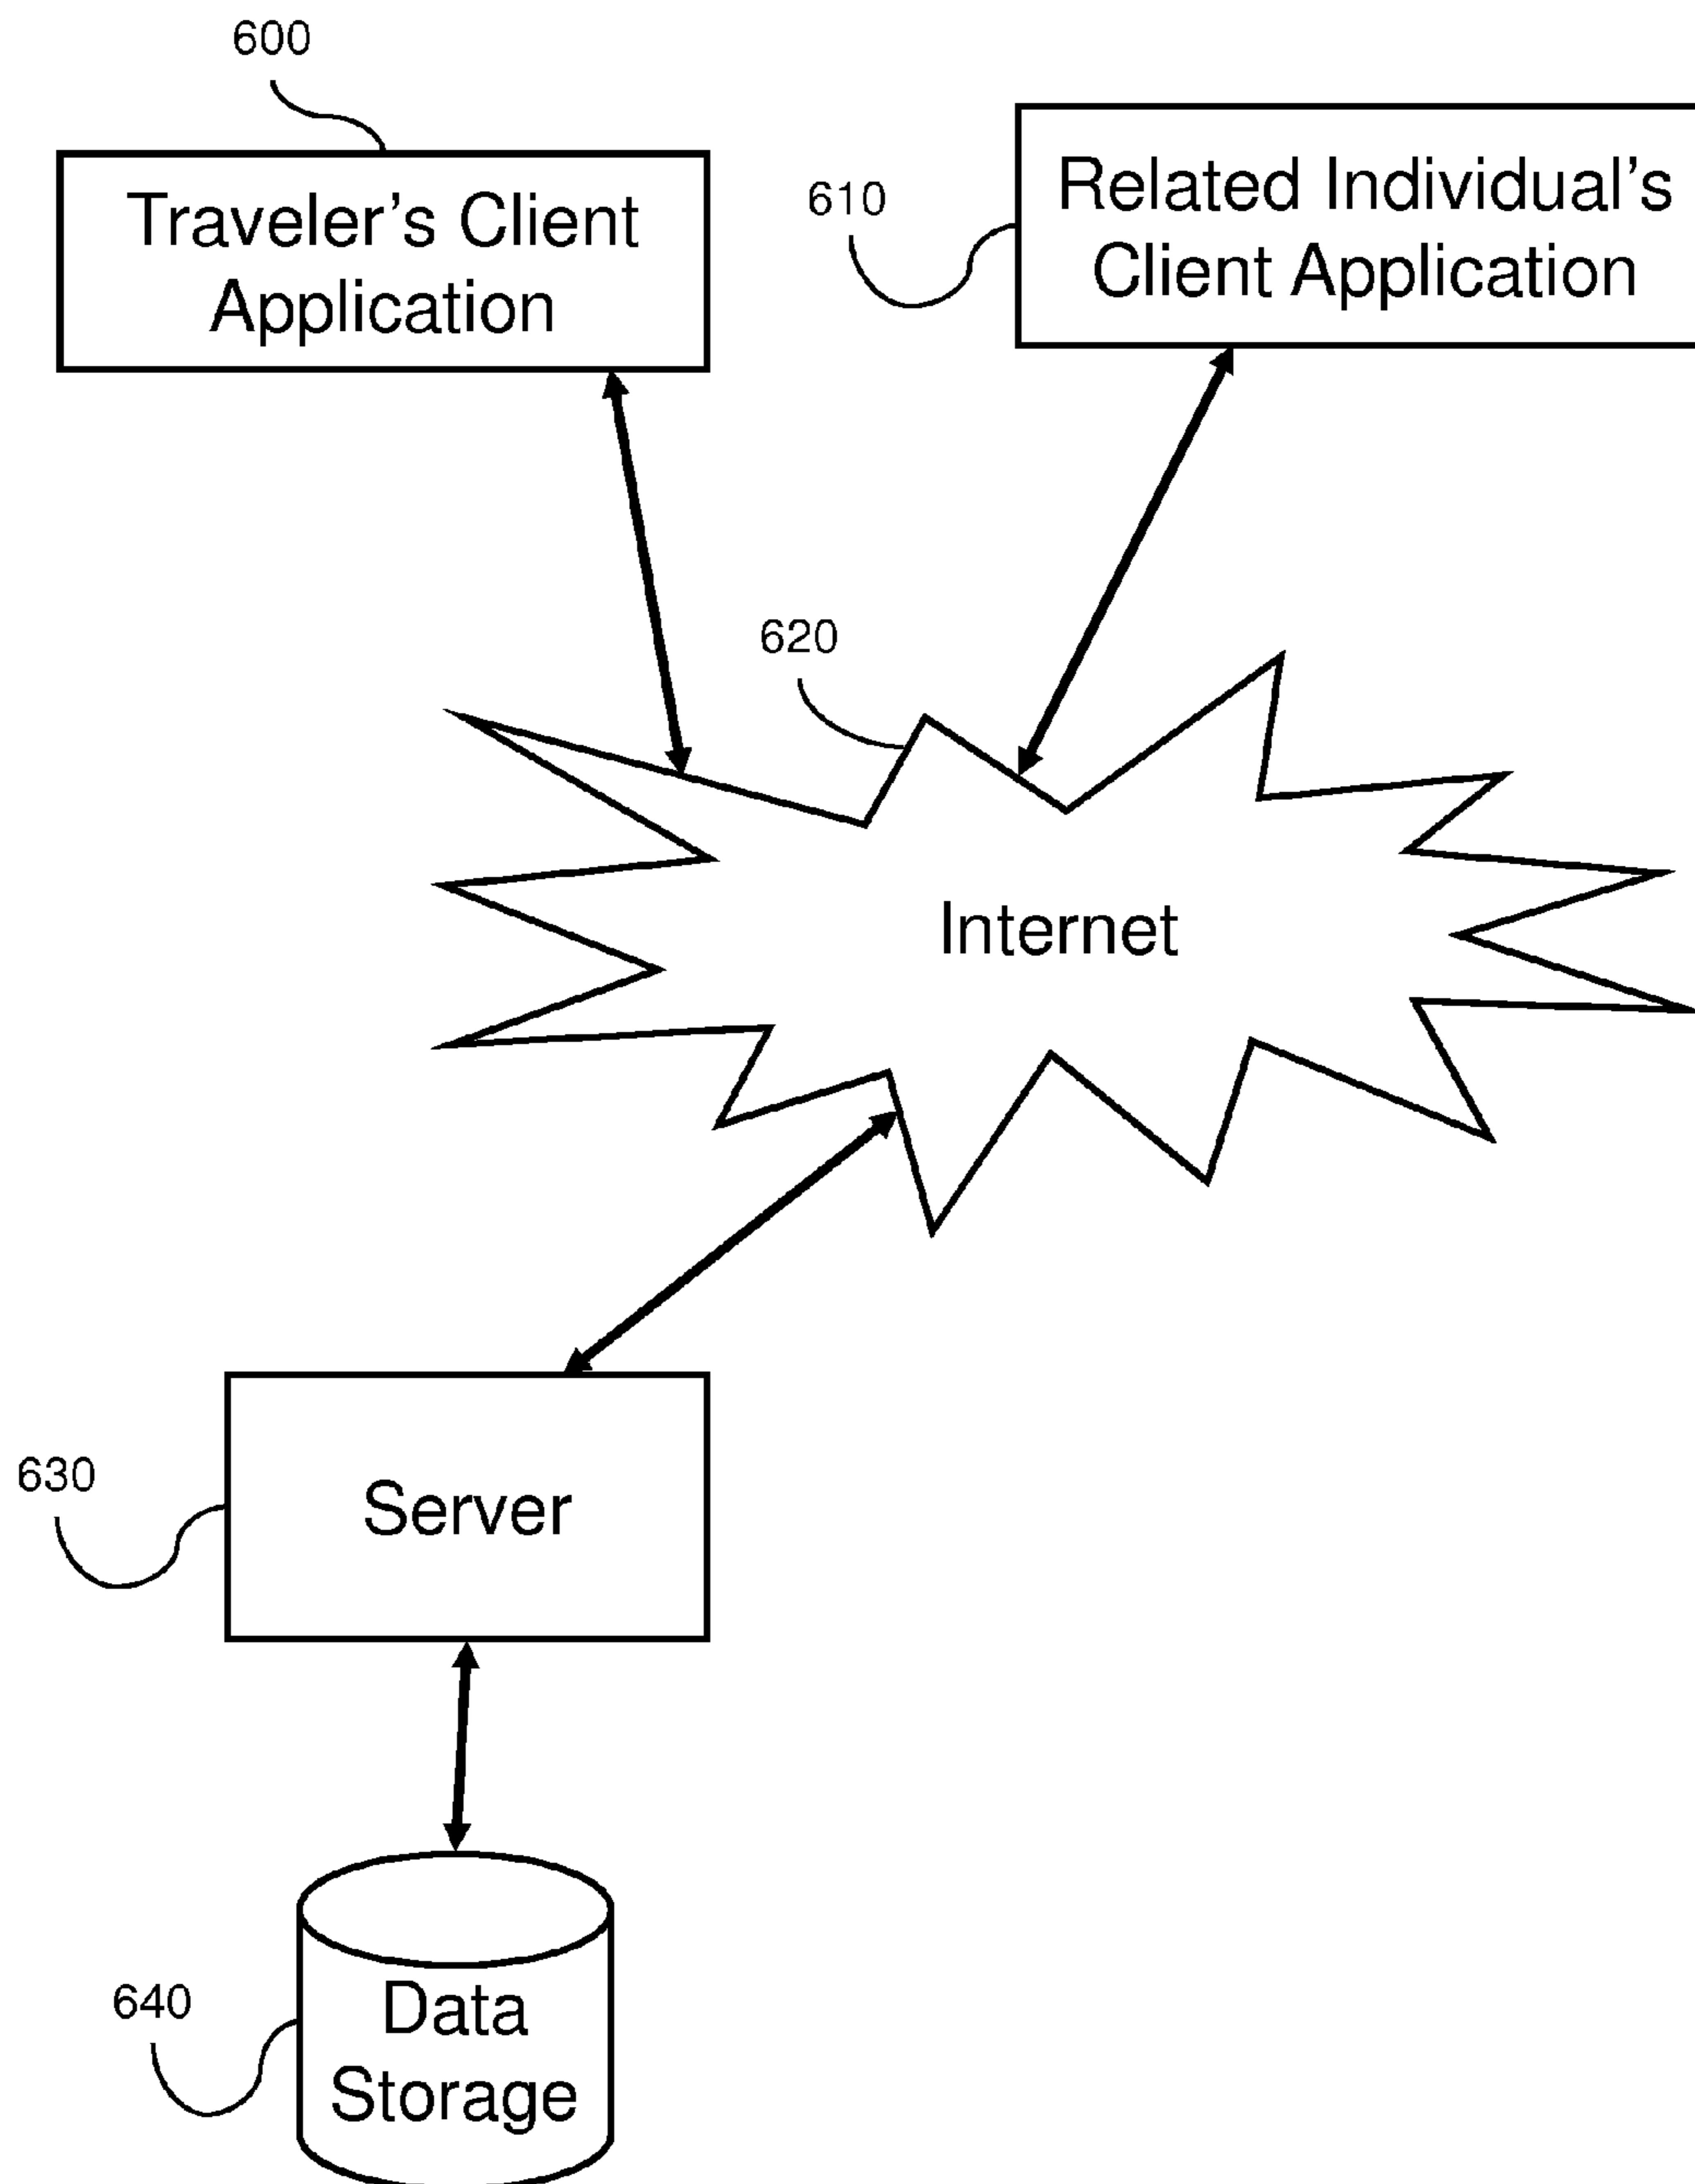 600
Traveler's Client
Application
610
Related Individual's
Client Application
620
Internet
630
Server
640
Data
Storage